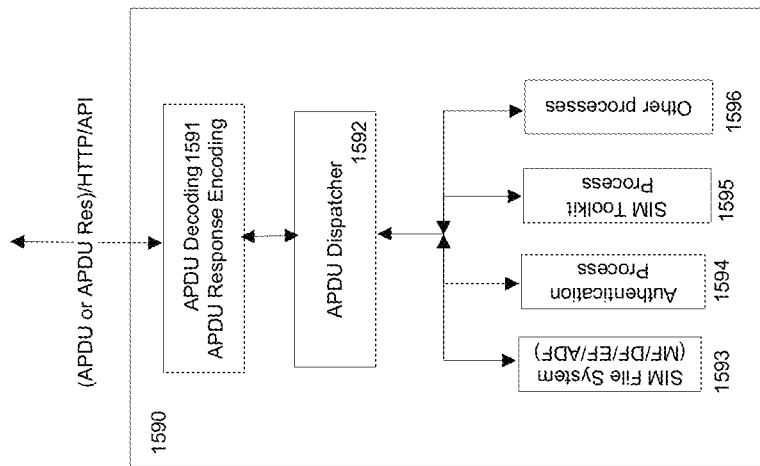 (APDU or APDU Res)/HTTP/API
1590
APDU Decoding 1591
APDU Response Encoding
APDU Dispatcher
1592
SIM File System
(MF/DF/EF/ADF)
1593
Authentication
Process
1594
SIM Toolkit
Process
1595
Other processes
1596